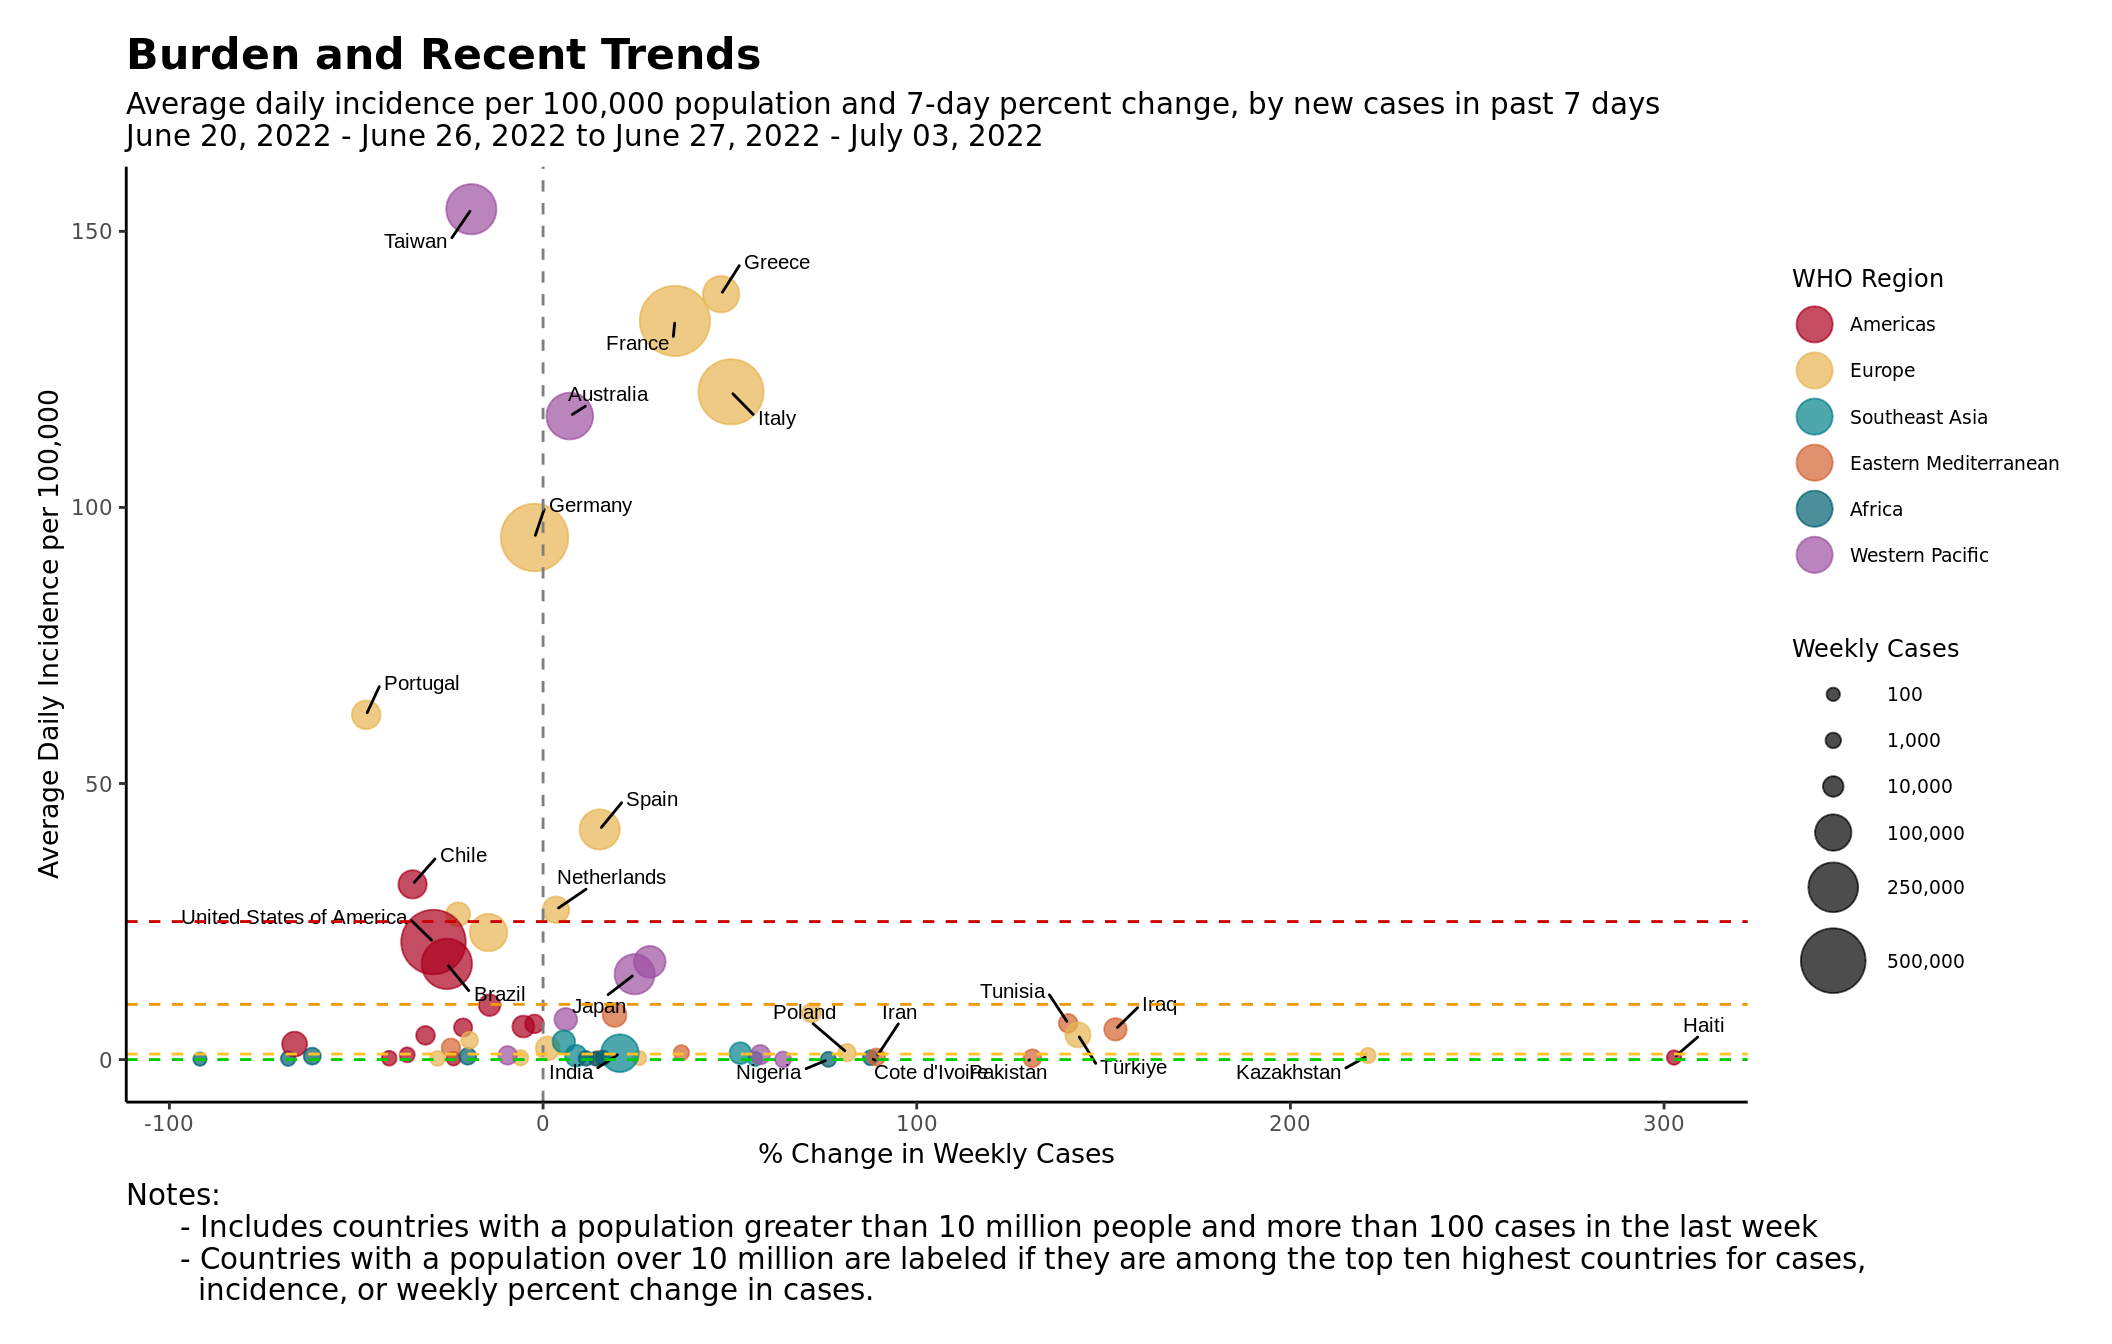 Burden and Recent Trends
Average daily incidence per 100,000 population and 7-day percent change, by new cases in past 7 days
June 20, 2022 - June 26, 2022 to June 27, 2022 - July 03, 2022
Average Daily Incidence per 100,000
150
100
50
0
Taiwan
Greece
France
Australia
Italy
Germany
Portugal
Spain
Chile
Netherlands
United States of America
Brazil
Japan
Tunisia
Iraq
Poland
Iran
Haiti
India
Nigeria
Cote d'Ivoire
Pakistan
Türkiye
Kazakhstan
-100
0
100
200
300
% Change in Weekly Cases
WHO Region
Americas
Europe
Southeast Asia
Eastern Mediterranean
Africa
Western Pacific
Weekly Cases
100
1,000
10,000
100,000
250,000
500,000
Notes:
- Includes countries with a population greater than 10 million people and more than 100 cases in the last week
- Countries with a population over 10 million are labeled if they are among the top ten highest countries for cases,
incidence, or weekly percent change in cases.